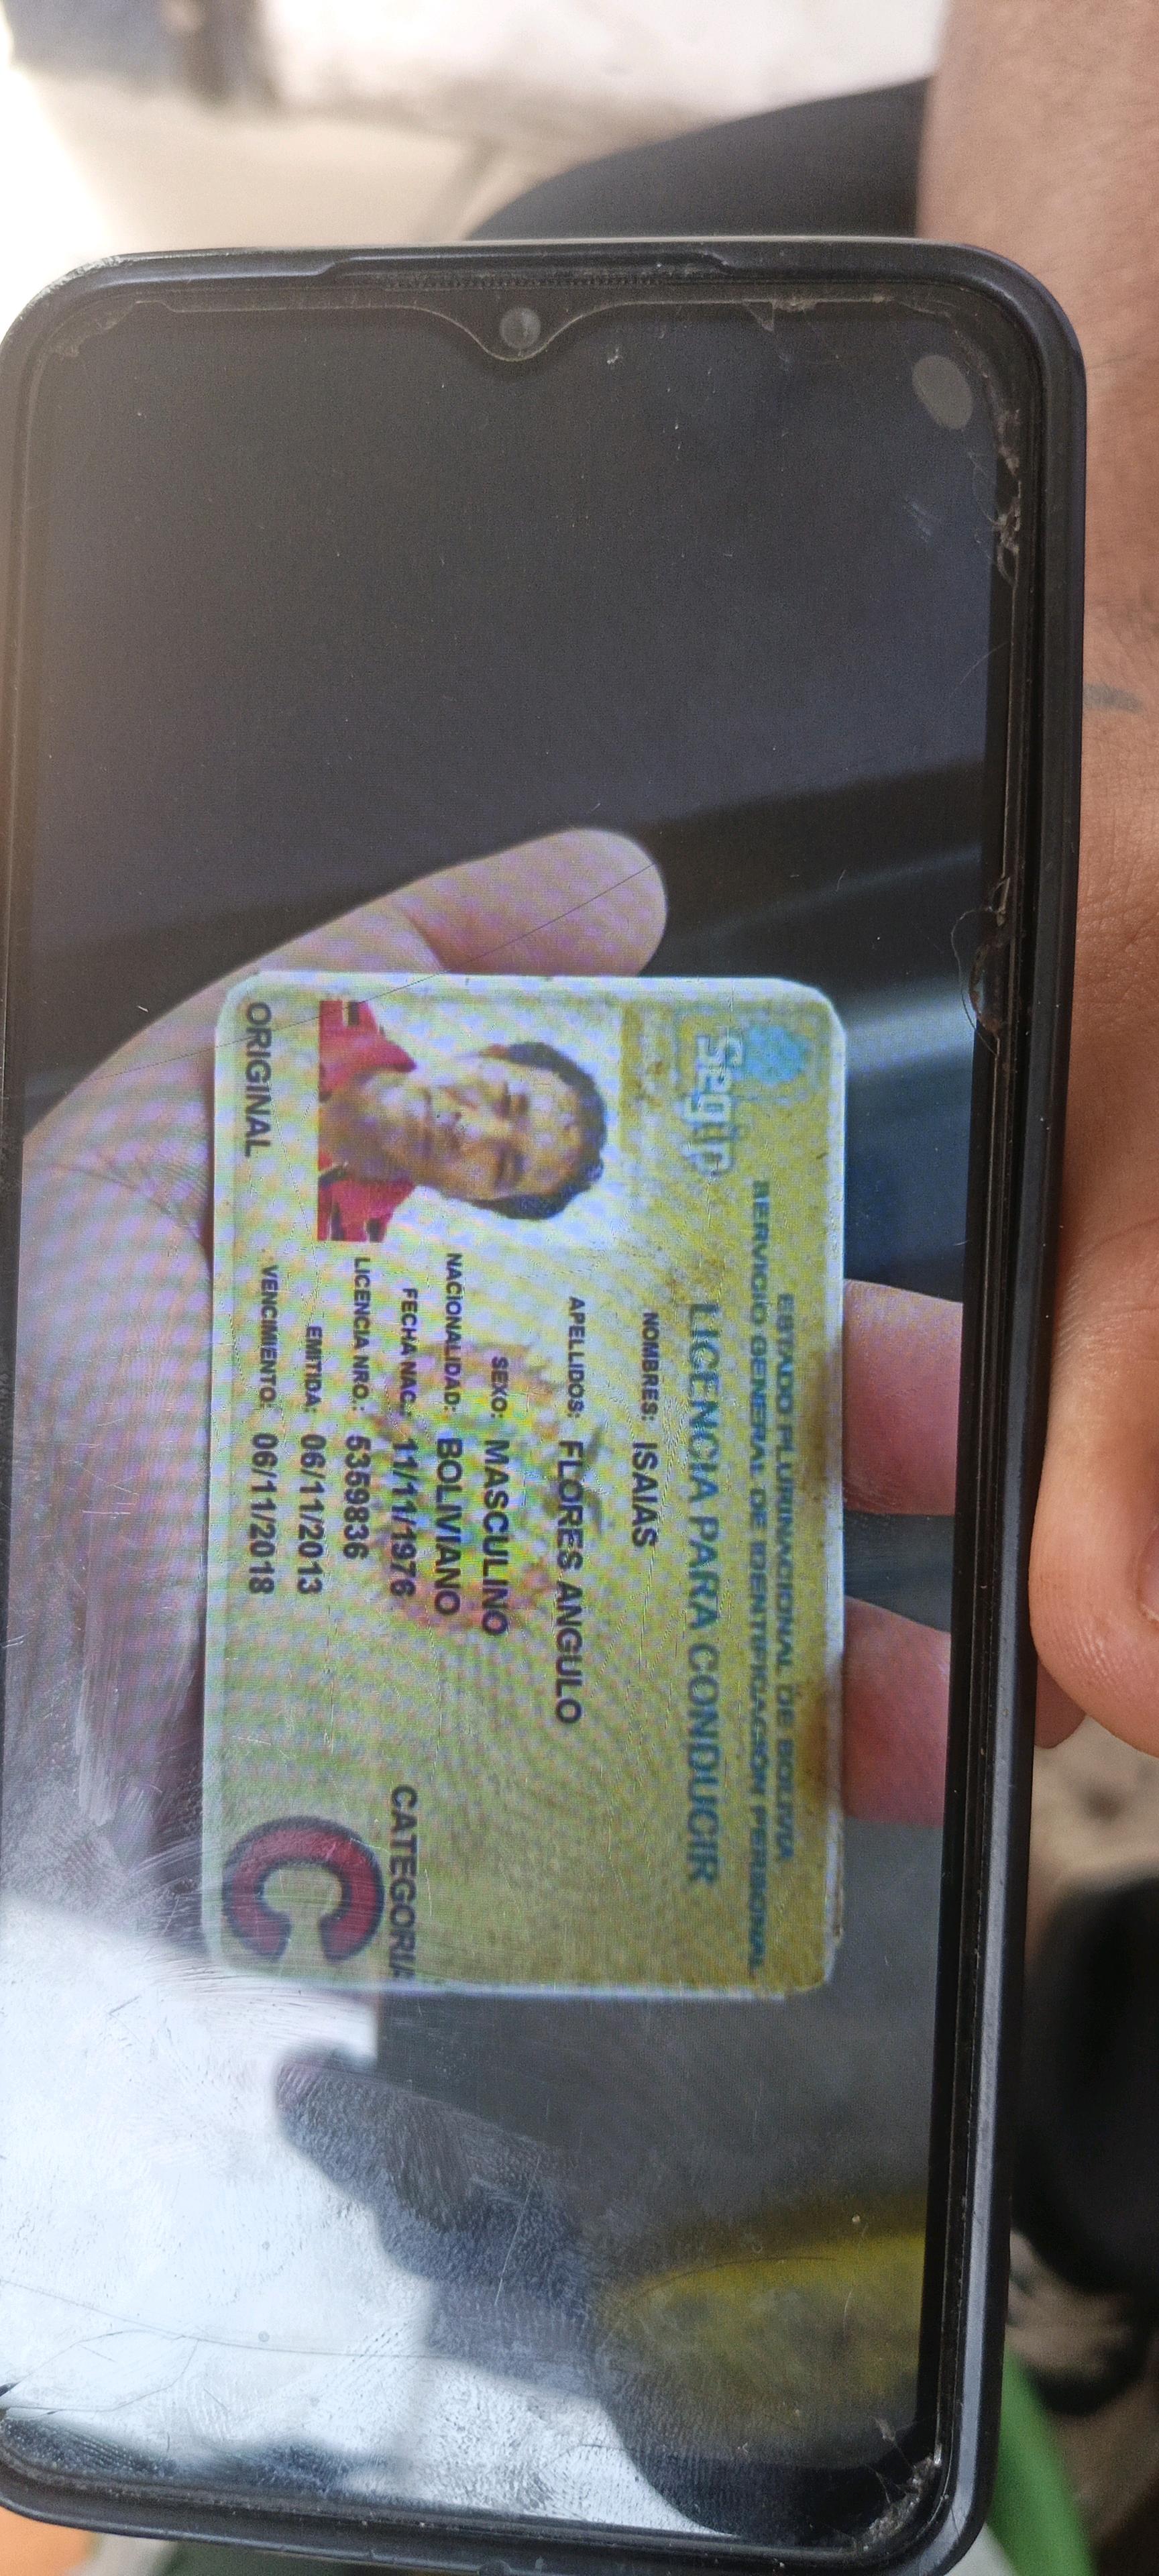 Segip
ESTADO PLURINACIONAL DE BOLIVIA
SERVICIO GENERAL DE IDENTIFICACIÓN PERSONAL
LICENCIA PARA CONDUCIR
NOMBRES: ISAIAS
APELLIDOS: FLORES ANGULO
SEXO: MASCULINO
NACIONALIDAD: BOLIVIANO
FECHA NAC.: 11/11/1976
LICENCIA NRO.: 5359836
EMITIDA: 06/11/2013
VENCIMIENTO: 06/11/2018
ORIGINAL
CATEGORIA
C